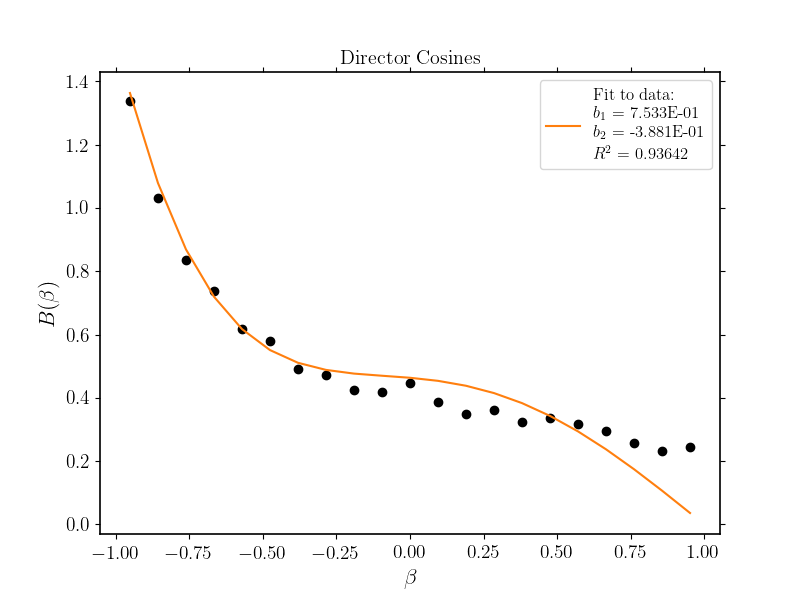 Director Cosines
Fit to data:
b₁ = 7.533E-01
b₂ = -3.881E-01
R² = 0.93642
1.4
1.2
1.0
0.8
0.6
0.4
0.2
0.0
B(β)
−1.00 −0.75 −0.50 −0.25 0.00 0.25 0.50 0.75 1.00
β